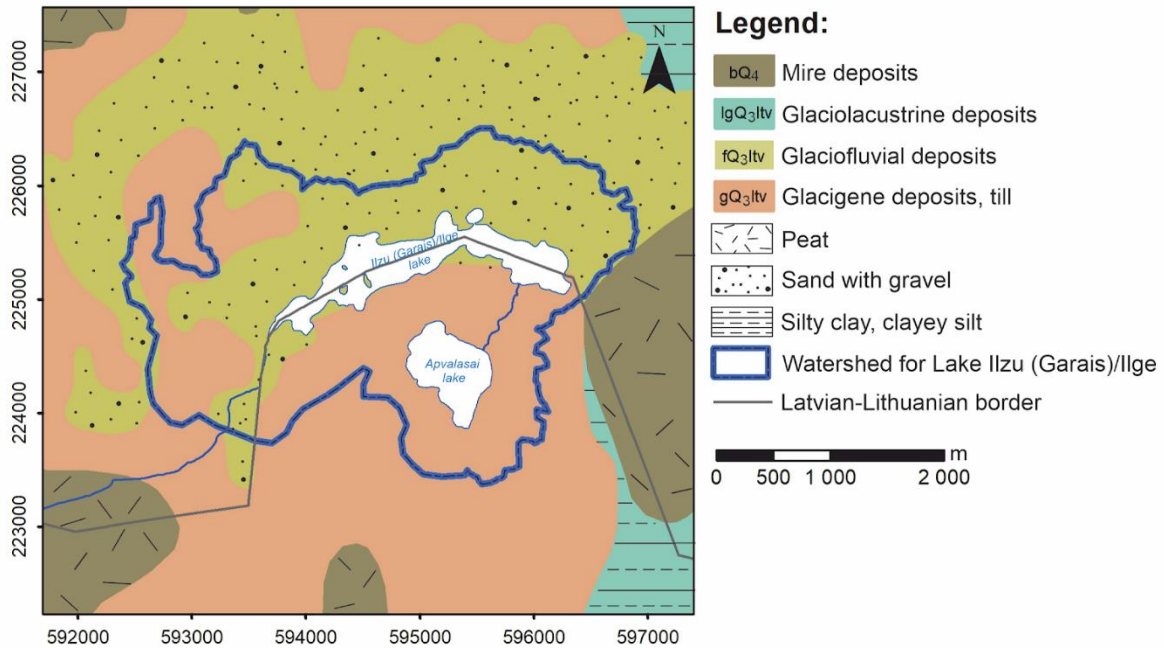 Legend:
N
bQ4 Mire deposits
lgQ3ltv Glaciolacustrine deposits
fQ3ltv Glaciofluvial deposits
gQ3ltv Glacigene deposits, till
Peat
Sand with gravel
Silty clay, clayey silt
Watershed for Lake Ilzu (Garais)/Ilge
Latvian-Lithuanian border
0 500 1 000 2 000 m
Ilzu (Garais)/Ilge
lake
Apvalasai
lake
227000
226000
225000
224000
223000
592000 593000 594000 595000 596000 597000